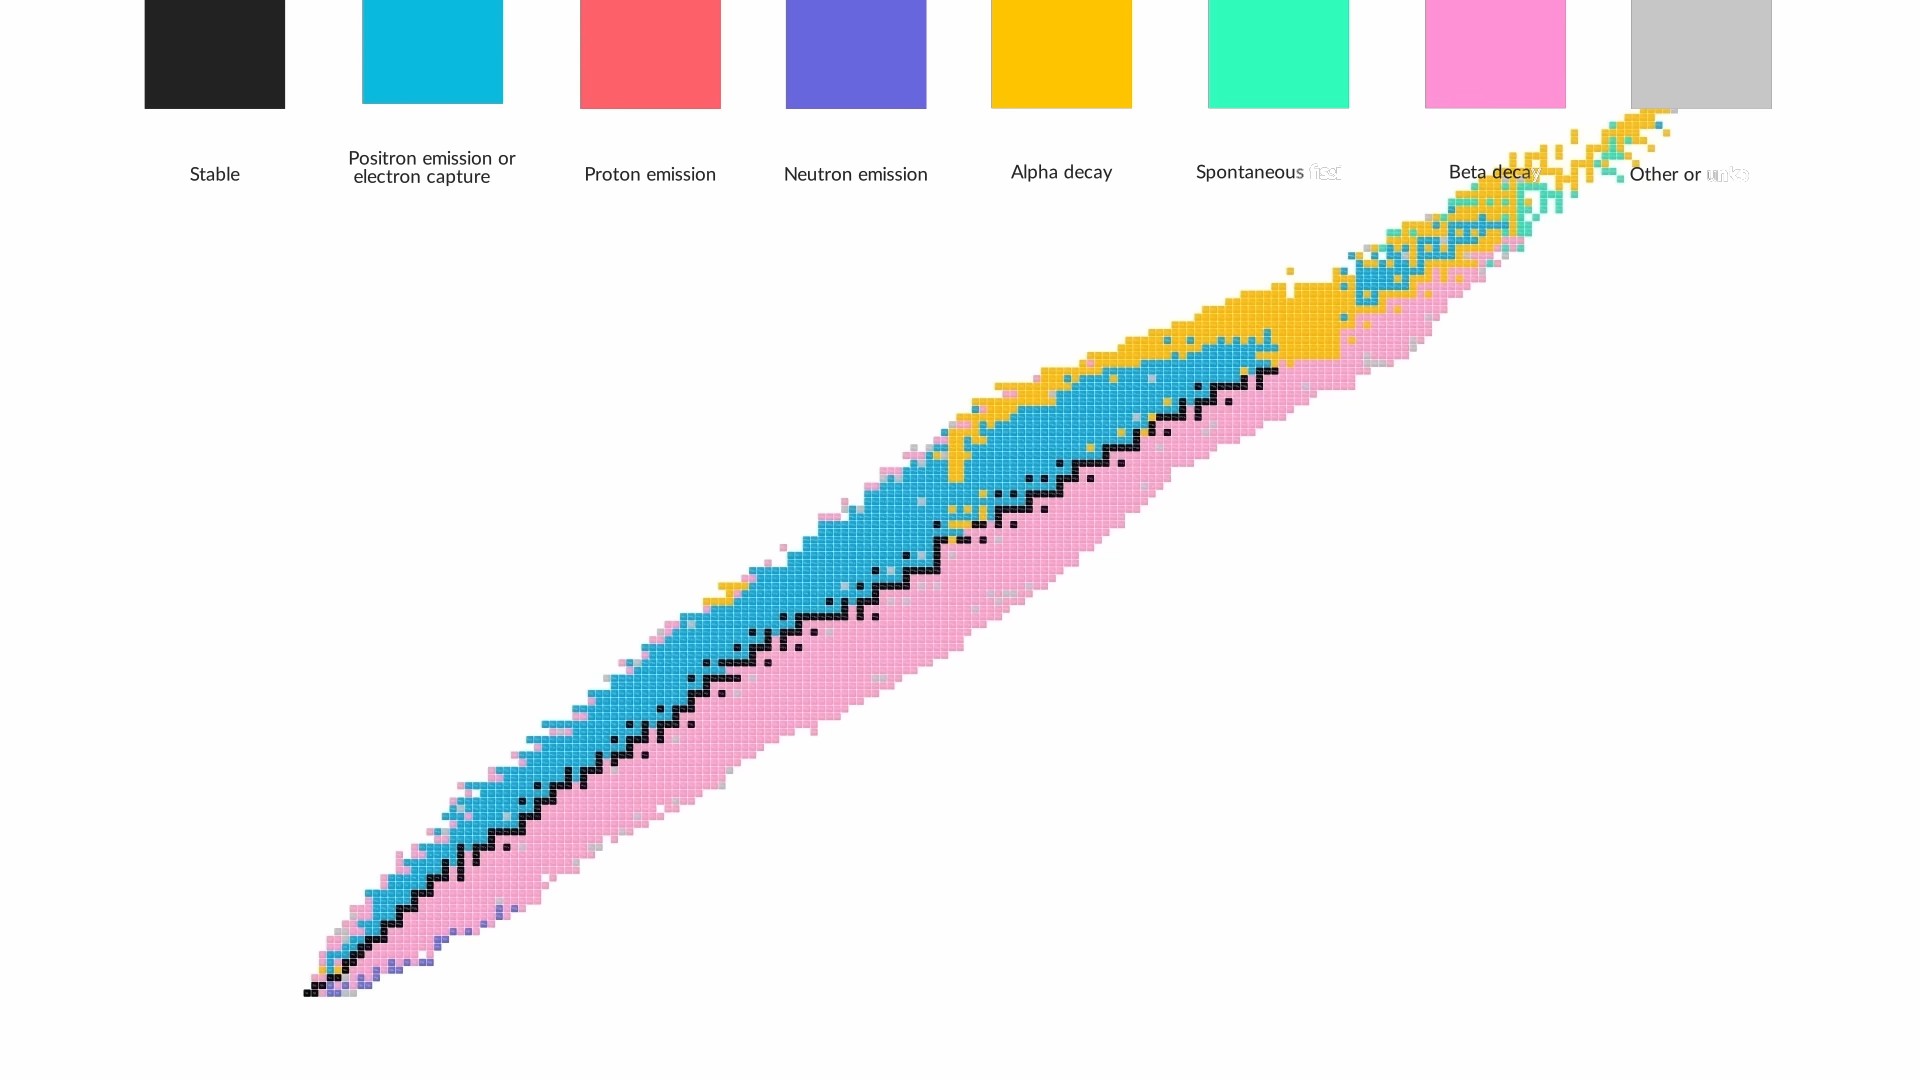 Stable
Positron emission or
electron capture
Proton emission
Neutron emission
Alpha decay
Spontaneous
Beta decay
Other or